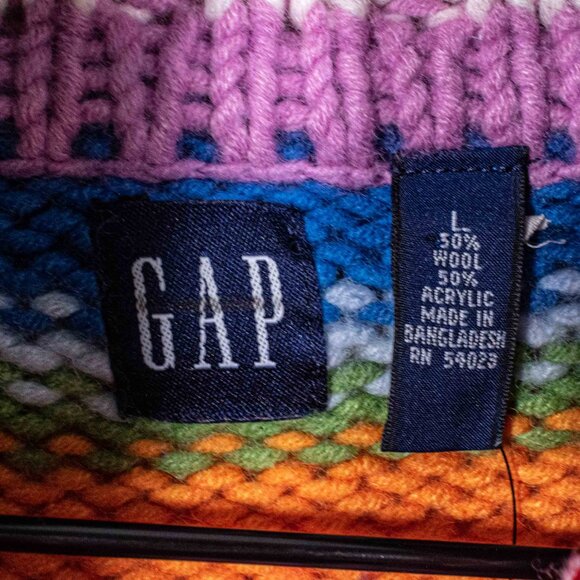 GAP
L
50%
WOOL
50%
ACRYLIC
MADE IN
BANGLADESH
RN 54023